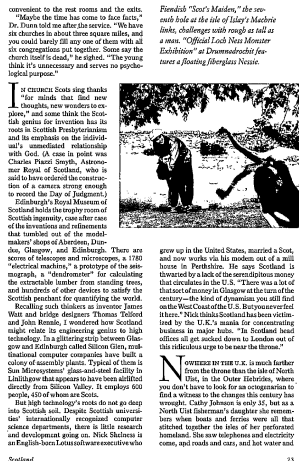 convenient to the rest rooms and the exits.
"Maybe the time has come to face facts,"
Dr. Dunn told me after the service. "We have
six churches in about three square miles, and
you could barely fill any one of them with all
six congregations put together. Some say the
church itself is dead," he sighed. "The young
think it's unnecessary and serves no psycho-
logical purpose."
IN CHURCH Scots sing thanks
"for minds that find new
thoughts, new wonders to ex-
plore," and some think the Scot-
tish genius for invention has its
roots in Scottish Presbyterianism
and its emphasis on the individ-
ual's unmediated relationship
with God. (A case in point was
Charles Piazzi Smyth, Astrono-
mer Royal of Scotland, who is
said to have ordered the construc-
tion of a camera strong enough
to record the Day of Judgment.)
Edinburgh's Royal Museum of
Scotland holds the trophy room of
Scottish ingenuity, case after case
of the inventions and refinements
that tumbled out of the model-
makers' shops of Aberdeen, Dun-
dee, Glasgow, and Edinburgh. There are
scores of telescopes and microscopes, a 1780
"electrical machine," a prototype of the seis-
mograph, a "dendrometer" for calculating
the extractable lumber from standing trees,
and hundreds of other devices to satisfy the
Scottish penchant for quantifying the world.
Recalling such thinkers as inventor James
Watt and bridge designers Thomas Telford
and John Rennie, I wondered how Scotland
might relate its engineering genius to high
technology. In a glittering strip between Glas-
gow and Edinburgh called Silicon Glen, mul-
tinational computer companies have built a
colony of assembly plants. Typical of them is
Sun Microsystems' glass-and-steel facility in
Linlithgow that appears to have been airlifted
directly from Silicon Valley. It employs 600
people, 450 of whom are Scots.
But high technology's roots do not go deep
into Scottish soil. Despite Scottish universi-
ties' internationally recognized computer
science departments, there is little research
and development going on. Nick Shelness is
an English-born Lotus software executive who
Fiendish "Scot's Maiden," the sev-
enth hole at the isle of Islay's Machrie
links, challenges with rough as tall as
a man. "Official Loch Ness Monster
Exhibition" at Drumnadrochit fea-
tures a floating fiberglass Nessie.
grew up in the United States, married a Scot,
and now works via modem out of a mill
house in Perthshire. He says Scotland is
thwarted by a lack of the serendipitous money
that circulates in the U.S. "There was a lot of
that sort of money in Glasgow at the turn of the
century—the kind of dynamism you still find
on the West Coast of the U.S. But you never feel
it here." Nick thinks Scotland has been victim-
ized by the U.K.'s mania for concentrating
business in major hubs. "In Scotland head
offices all get sucked down to London out of
this ridiculous urge to be near the throne."
NOWHERE IN THE U.K. is much farther
from the throne than the isle of North
Uist, in the Outer Hebrides, where
you don't have to look for an octogenarian to
find a witness to the changes this century has
wrought. Cathy Johnson is only 35, but as a
North Uist fisherman's daughter she remem-
bers when boats and ferries were all that
stitched together the isles of her preforated
homeland. She saw telephones and electricity
come, and roads and cars, and hot water and
Scotland
23